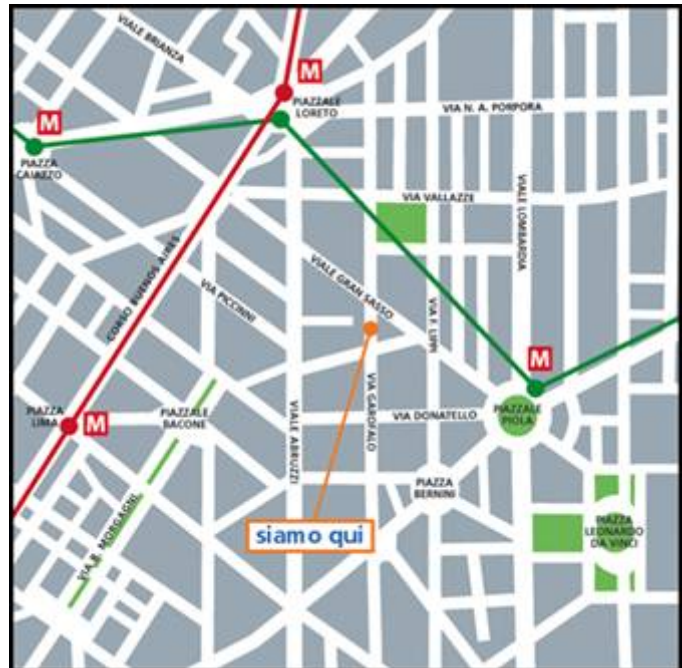 VIALE BRIANZA
M
PIAZZALE
LORETO
VIA N. A. PORPORA
M
PIAZZA
CAIAZZO
VIA VALLAZZE
VIALE LOMBARDIA
CORSO BUENOS AIRES
VIA PICCINNI
VIALE GRAN SASSO
VIA F. LIPPI
M
PIAZZALE
PIOLA
PIAZZA
LIMA
M
PIAZZALE
BACONE
VIALE ABRUZZI
VIA GAROFALO
VIA DONATELLO
PIAZZA
BERNINI
VIA B. MORGAGNI
siamo qui
PIAZZA
LEONARDO
DA VINCI